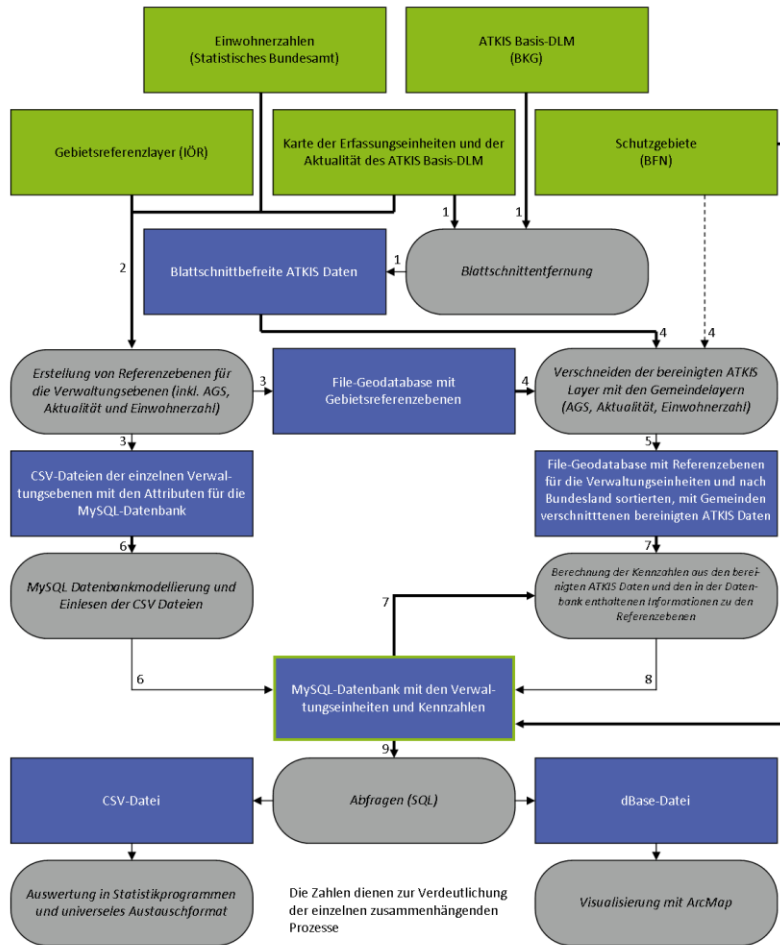 Einwohnerzahlen
(Statistisches Bundesamt)
ATKIS Basis-DLM
(BKG)
Gebietsreferenzlayer (IÖR)
Karte der Erfassungseinheiten und der
Aktualität des ATKIS Basis-DLM
Schutzgebiete
(BFN)
1
1
2
Blattschnittbefreite ATKIS Daten
1
Blattschnittentfernung
4
4
Erstellung von Referenzebenen für
die Verwaltungsebenen (inkl. AGS,
Aktualität und Einwohnerzahl)
3
File-Geodatabase mit
Gebietsreferenzebenen
4
Verschneiden der bereinigten ATKIS
Layer mit den Gemeindelayern
(AGS, Aktualität, Einwohnerzahl)
3
5
CSV-Dateien der einzelnen Verwal-
tungsebenen mit den Attributen für die
MySQL-Datenbank
File-Geodatabase mit Referenzebenen
für die Verwaltungseinheiten und nach
Bundesland sortierten, mit Gemeinden
verschnitttenen bereinigten ATKIS Daten
6
7
MySQL Datenbankmodellierung und
Einlesen der CSV Dateien
7
Berechnung der Kennzahlen aus den berei-
nigten ATKIS Daten und den in der Daten-
bank enthaltenen Informationen zu den
Referenzebenen
6
MySQL-Datenbank mit den Verwal-
tungseinheiten und Kennzahlen
8
9
CSV-Datei
Abfragen (SQL)
dBase-Datei
Auswertung in Statistikprogrammen
und universeles Austauschformat
Die Zahlen dienen zur Verdeutlichung
der einzelnen zusammenhängenden
Prozesse
Visualisierung mit ArcMap